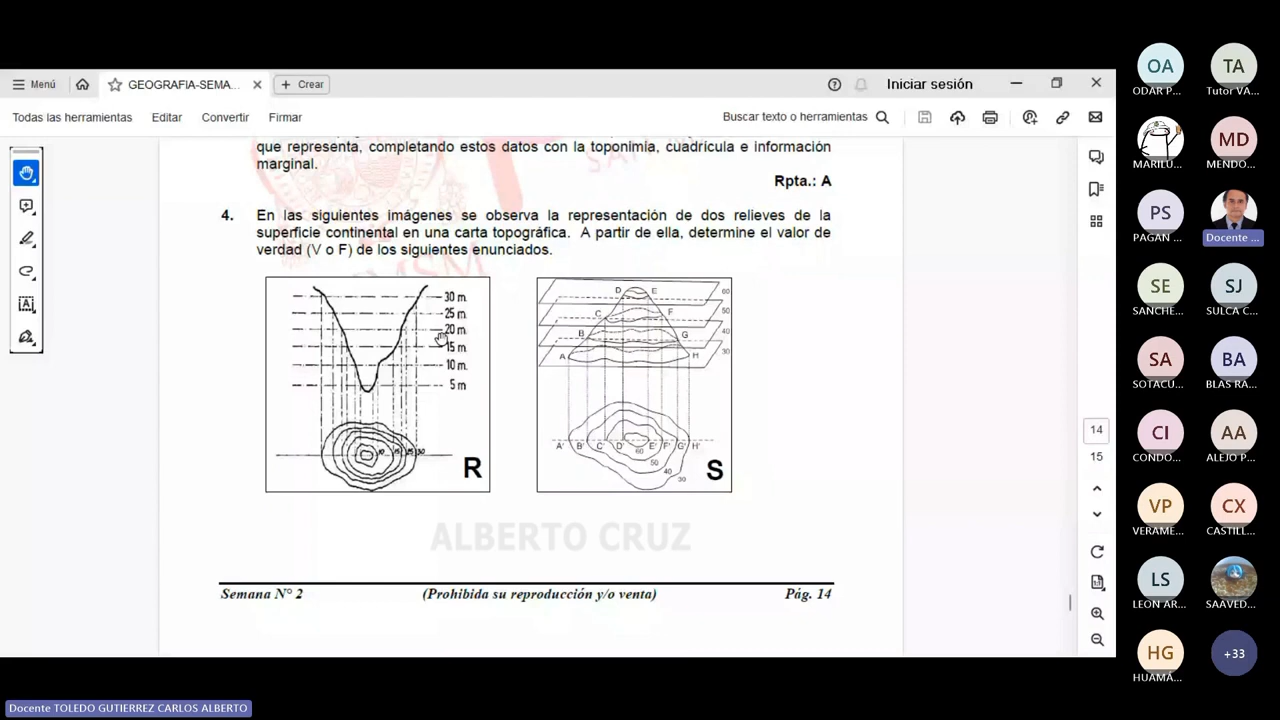 Menú
GEOGRAFIA-SEMA...
Crear
Iniciar sesión
Todas las herramientas
Editar
Convertir
Firmar
Buscar texto o herramientas
que representa, completando estos datos con la toponimia, cuadrícula e información
marginal.
Rpta.: A
4. En las siguientes imágenes se observa la representación de dos relieves de la
superficie continental en una carta topográfica. A partir de ella, determine el valor de
verdad (V o F) de los siguientes enunciados.
30 m.
25 m.
20 m.
15 m.
10 m.
5 m
R
D E
C F
B G
A H
60
50
40
30
A' B' C' D' E' F' G' H'
60
50
40
30
S
ALBERTO CRUZ
Semana N° 2 (Prohibida su reproducción y/o venta) Pág. 14
14
15
OA
ODAR P...
TA
Tutor VA...
MARILÚ...
MD
MENDO...
PS
PAGAN ...
Docente ...
SE
SANCHE...
SJ
SULCA C...
SA
SOTACU...
BA
BLAS RA...
CI
CONDO...
AA
ALEJO P...
VP
VERAME...
CX
CASTILL...
LS
LEON AR...
SAAVED...
HG
HUAMÁ...
+33
Docente TOLEDO GUTIERREZ CARLOS ALBERTO